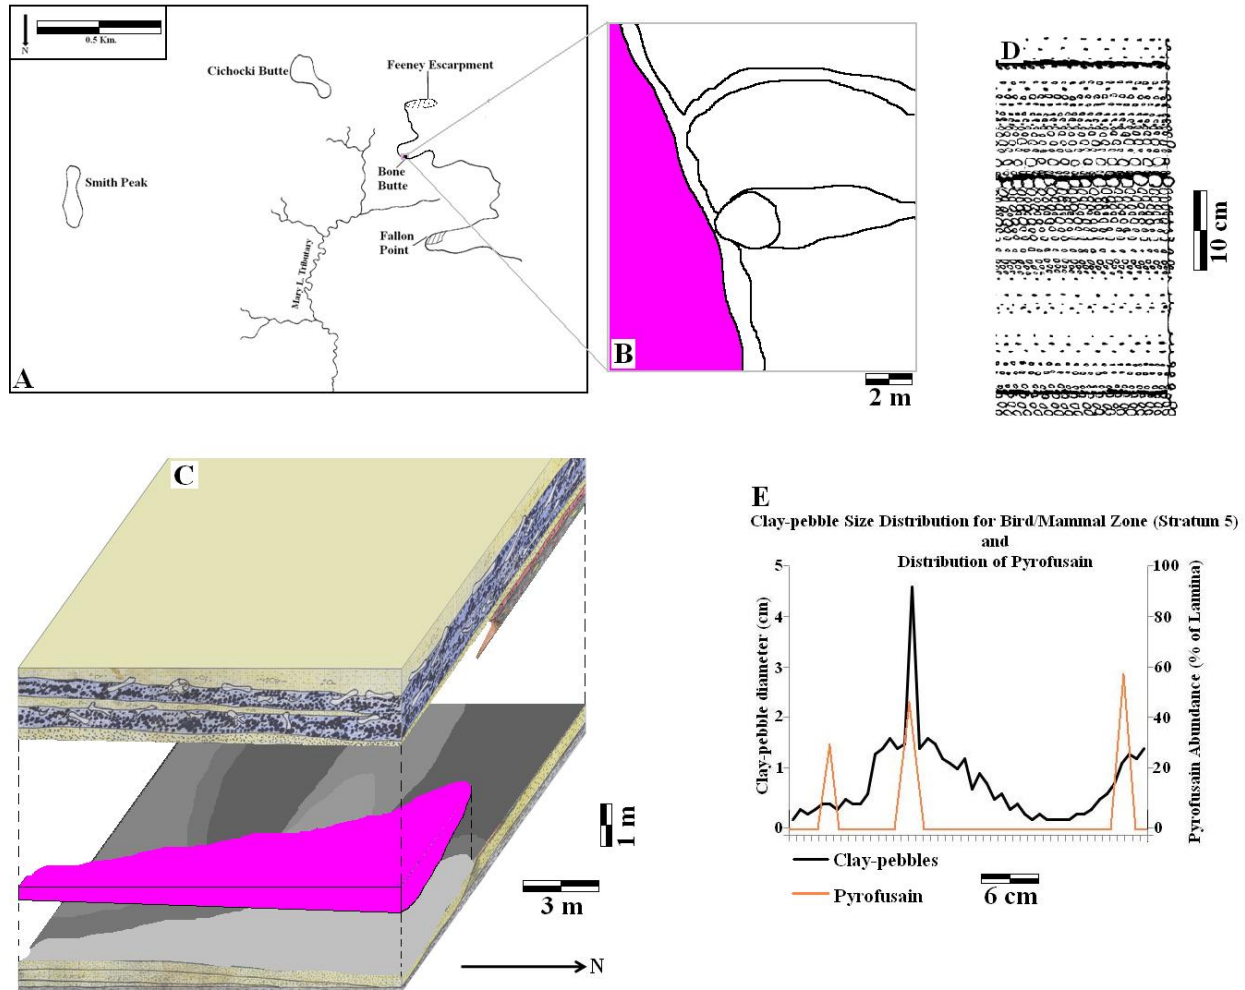 0.5 Km.
N
Cichocki Butte
Feeney Escarpment
Smith Peak
Bone
Butte
Fallon
Point
Mary L. Tributary
A
B
2 m
D
10 cm
C
1 m
3 m
N
E
Clay-pebble Size Distribution for Bird/Mammal Zone (Stratum 5)
and
Distribution of Pyrofusain
Clay-pebble diameter (cm)
5
4
3
2
1
0
100
80
60
40
20
0
Pyrofusain Abundance (% of Lamina)
Clay-pebbles
Pyrofusain
6 cm